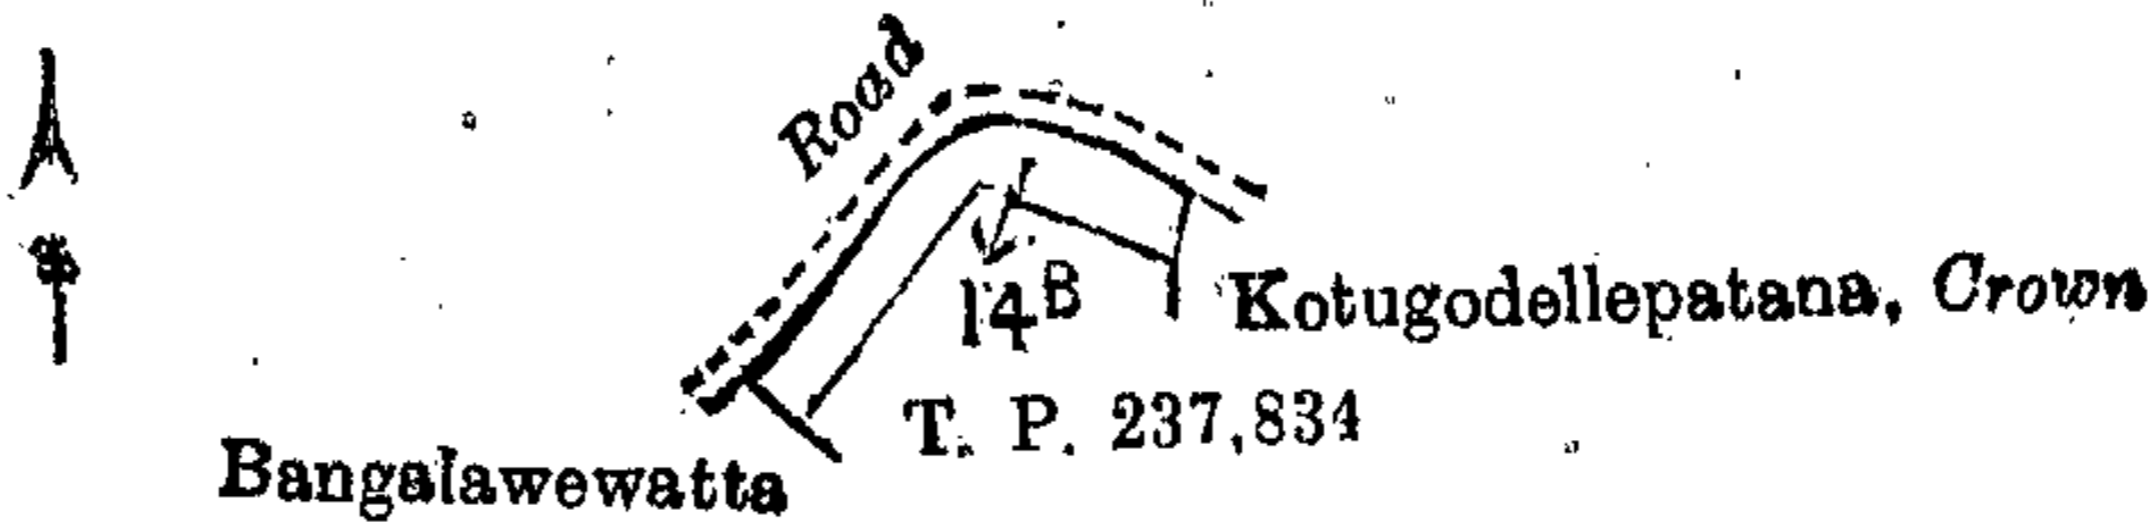 Road
14B
Kotugodellepatana, Crown
T. P. 237,834
Bangalawewatta